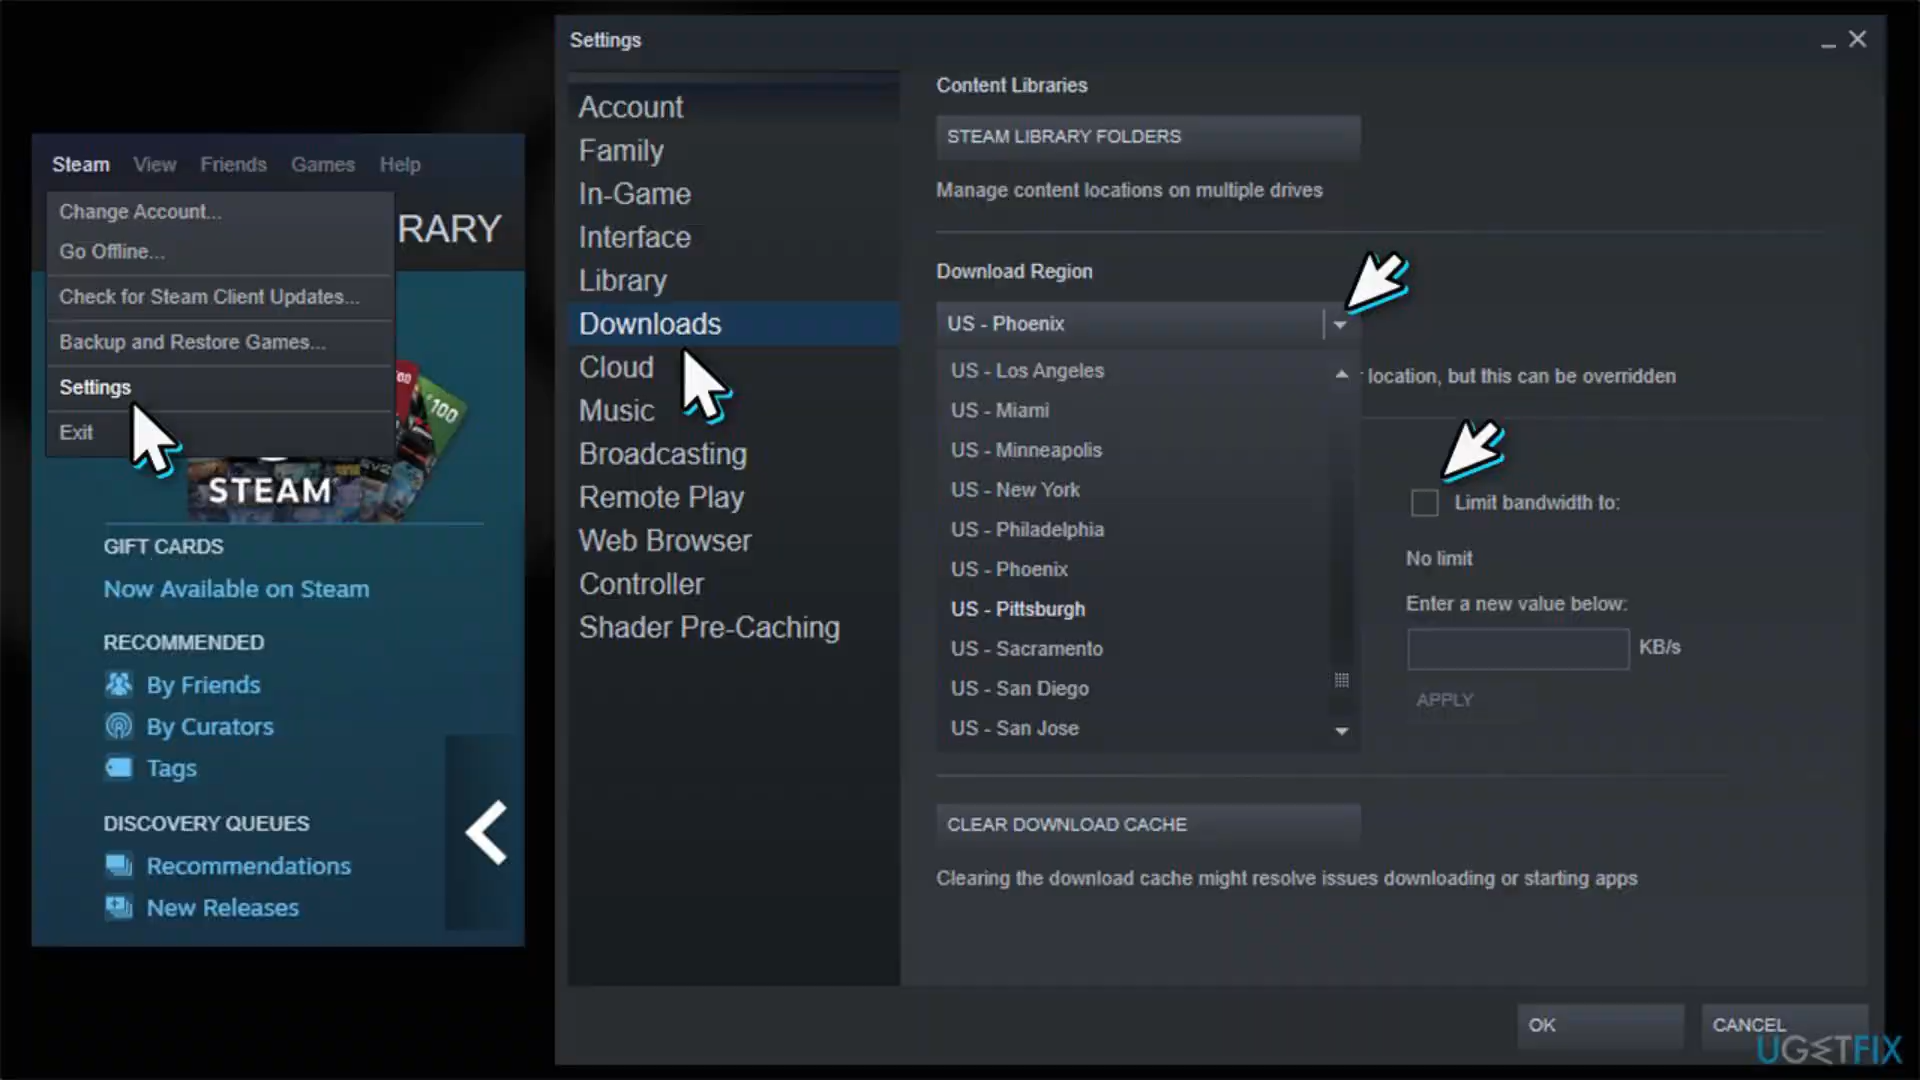 Steam View Friends Games Help
Change Account...
Go Offline...
RARY
Check for Steam Client Updates...
Backup and Restore Games...
Settings
Exit
100
STEAM
GIFT CARDS
Now Available on Steam
RECOMMENDED
By Friends
By Curators
Tags
DISCOVERY QUEUES
Recommendations
New Releases
Settings
Account
Family
In-Game
Interface
Library
Downloads
Cloud
Music
Broadcasting
Remote Play
Web Browser
Controller
Shader Pre-Caching
Content Libraries
STEAM LIBRARY FOLDERS
Manage content locations on multiple drives
Download Region
US - Phoenix
US - Los Angeles
US - Miami
US - Minneapolis
US - New York
US - Philadelphia
US - Phoenix
US - Pittsburgh
US - Sacramento
US - San Diego
US - San Jose
location, but this can be overridden
Limit bandwidth to:
No limit
Enter a new value below:
KB/s
APPLY
CLEAR DOWNLOAD CACHE
Clearing the download cache might resolve issues downloading or starting apps
OK
CANCEL
UGETFIX